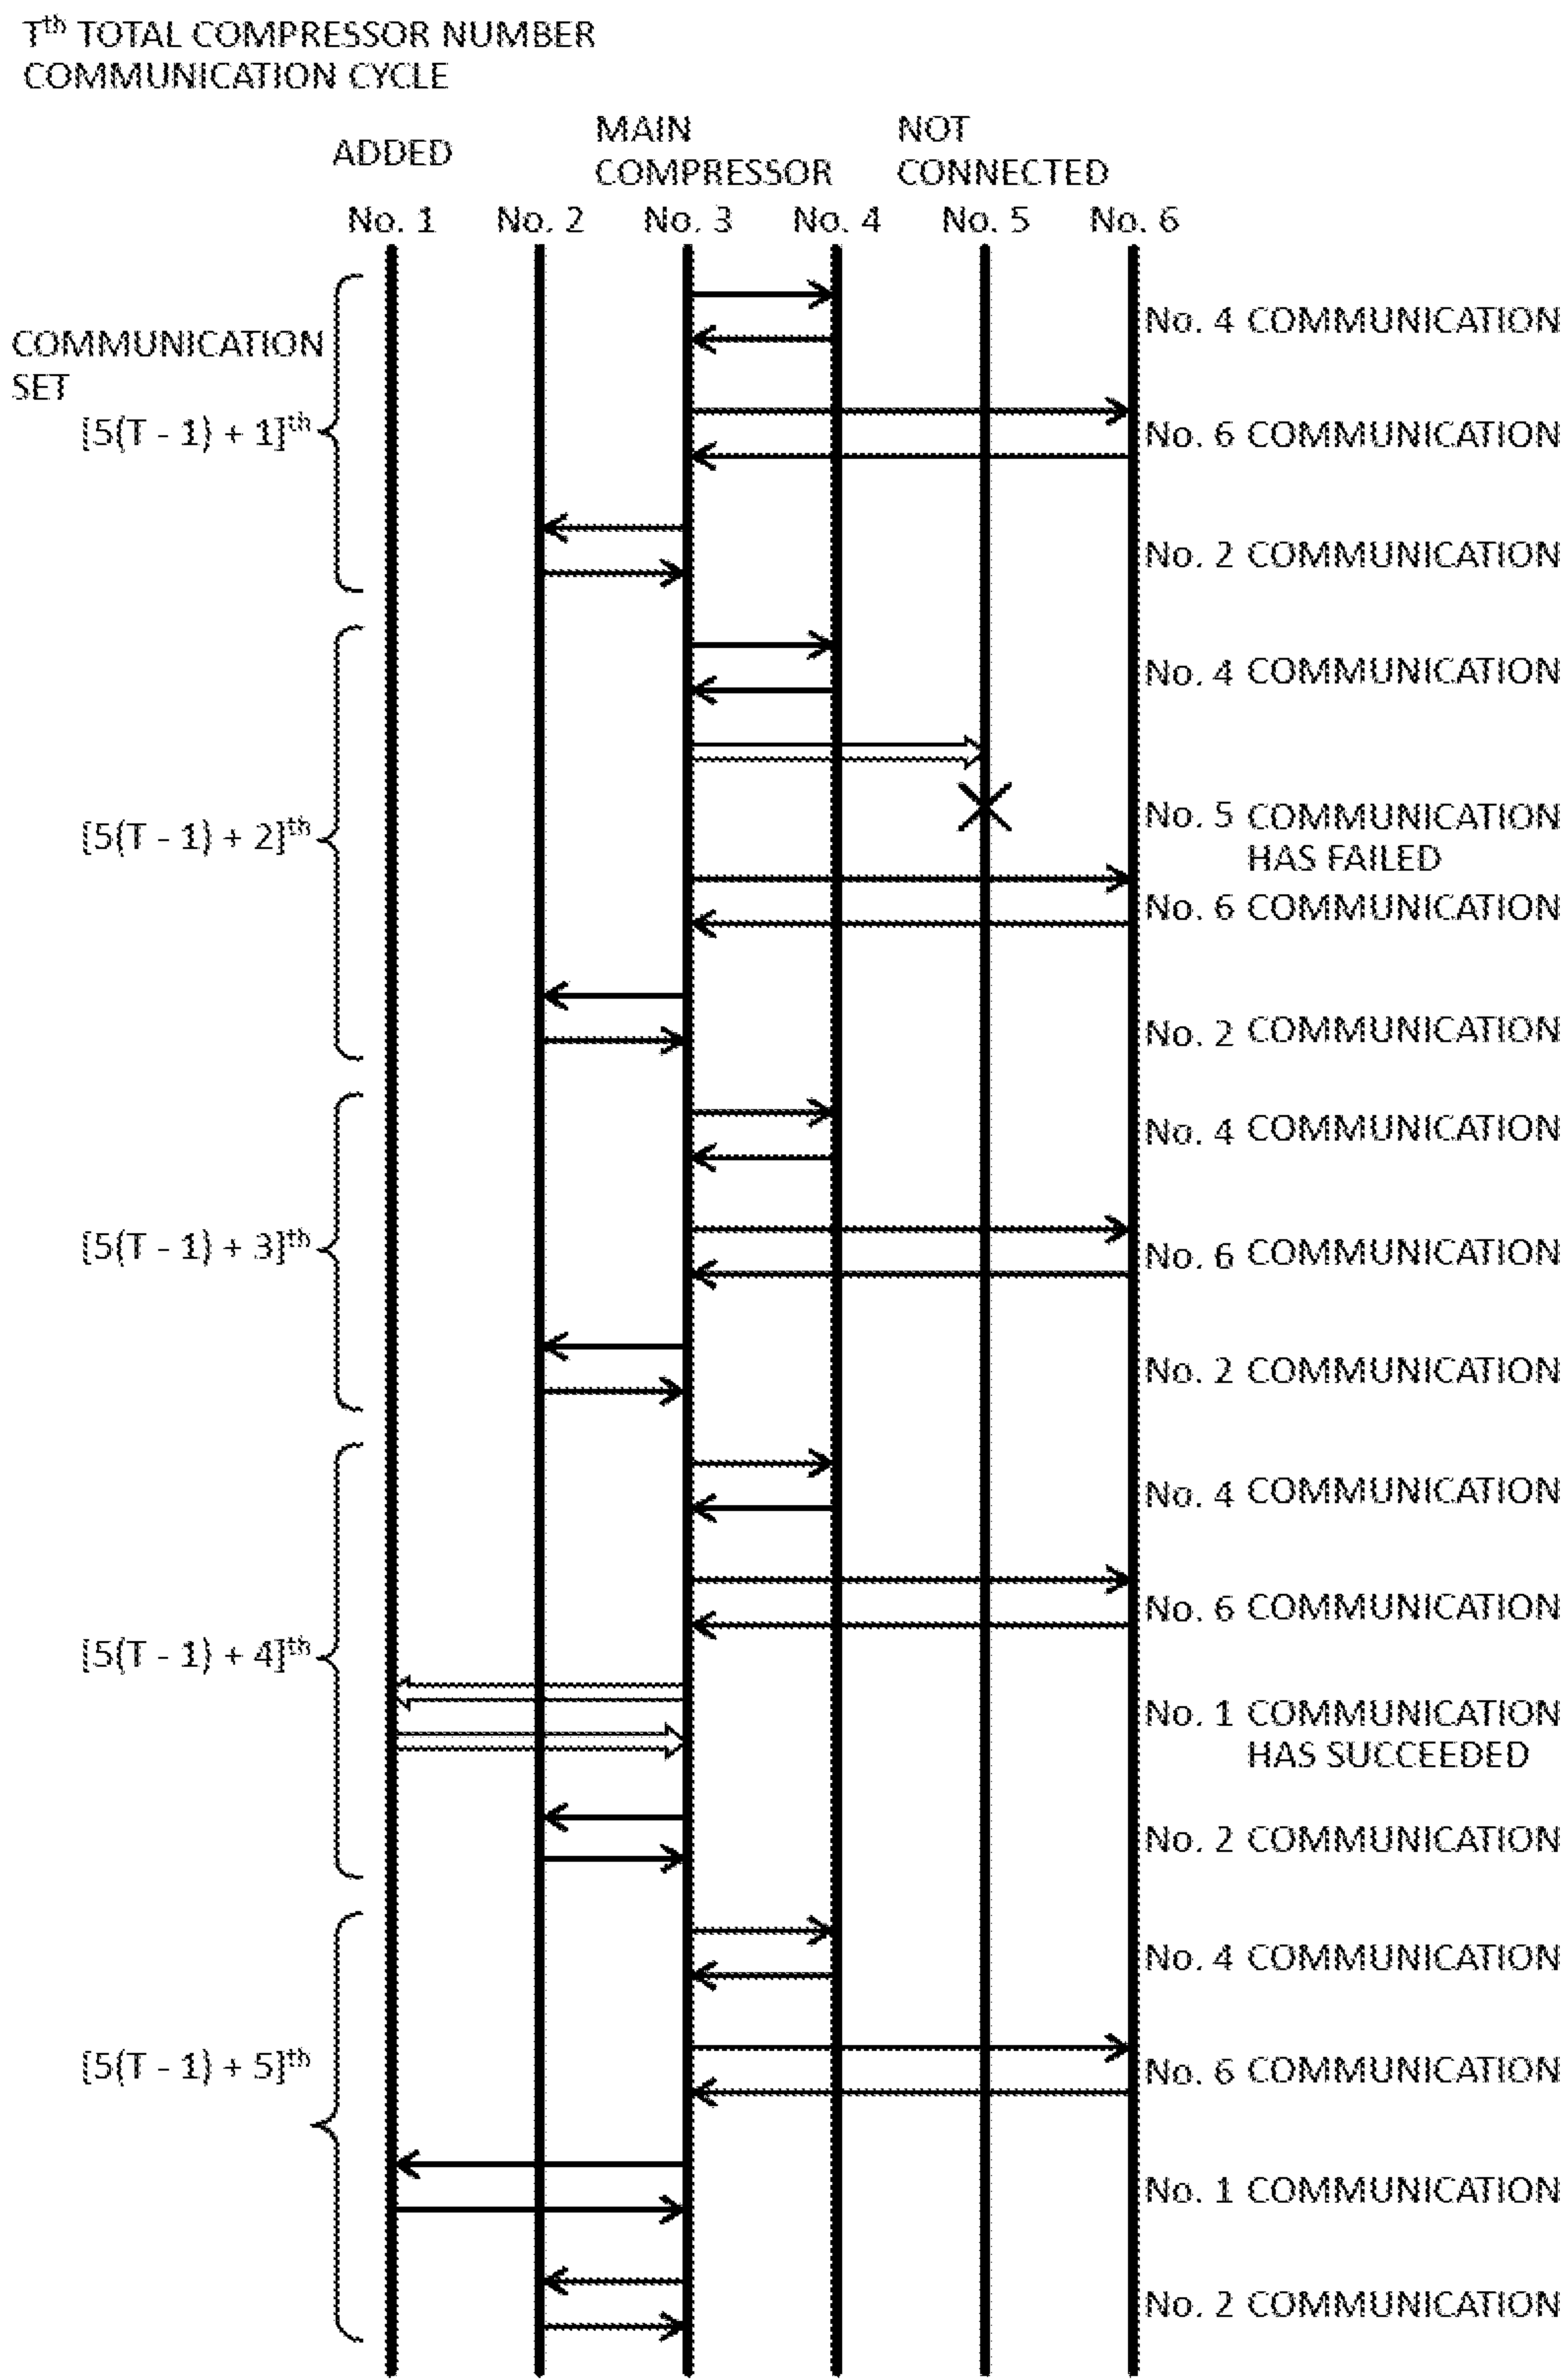 Tth TOTAL COMPRESSOR NUMBER
COMMUNICATION CYCLE
ADDED
MAIN
COMPRESSOR
NOT
CONNECTED
No. 1 No. 2 No. 3 No. 4 No. 5 No. 6
COMMUNICATION
SET
[5(T - 1) + 1]th
No. 4 COMMUNICATION
No. 6 COMMUNICATION
No. 2 COMMUNICATION
[5(T - 1) + 2]th
No. 4 COMMUNICATION
No. 5 COMMUNICATION
HAS FAILED
No. 6 COMMUNICATION
No. 2 COMMUNICATION
[5(T - 1) + 3]th
No. 4 COMMUNICATION
No. 6 COMMUNICATION
No. 2 COMMUNICATION
[5(T - 1) + 4]th
No. 4 COMMUNICATION
No. 6 COMMUNICATION
No. 1 COMMUNICATION
HAS SUCCEEDED
No. 2 COMMUNICATION
[5(T - 1) + 5]th
No. 4 COMMUNICATION
No. 6 COMMUNICATION
No. 1 COMMUNICATION
No. 2 COMMUNICATION